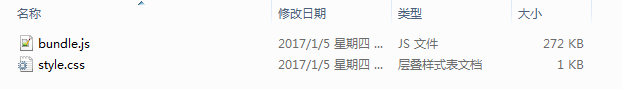 名称 修改日期 类型 大小
bundle.js 2017/1/5 星期四 ... JS 文件 272 KB
style.css 2017/1/5 星期四 ... 层叠样式表文档 1 KB